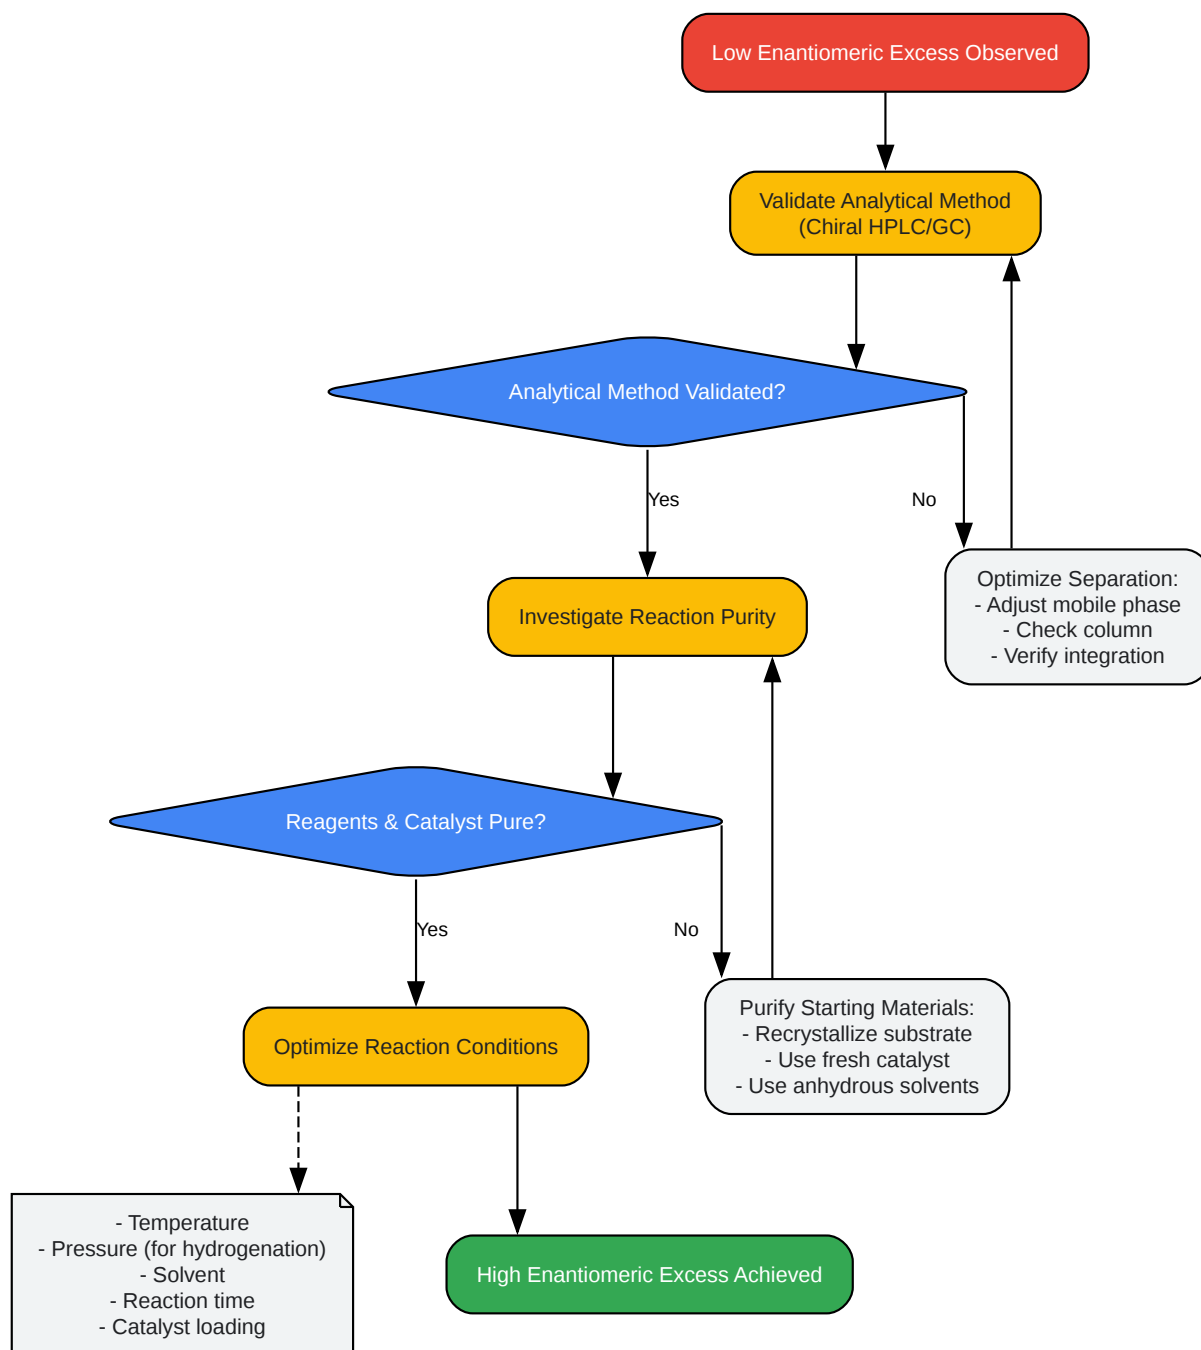 Low Enantiomeric Excess Observed
Validate Analytical Method
(Chiral HPLC/GC)
Analytical Method Validated?
Yes
No
Optimize Separation:
- Adjust mobile phase
- Check column
- Verify integration
Investigate Reaction Purity
Reagents & Catalyst Pure?
Yes
No
Purify Starting Materials:
- Recrystallize substrate
- Use fresh catalyst
- Use anhydrous solvents
Optimize Reaction Conditions
- Temperature
- Pressure (for hydrogenation)
- Solvent
- Reaction time
- Catalyst loading
High Enantiomeric Excess Achieved